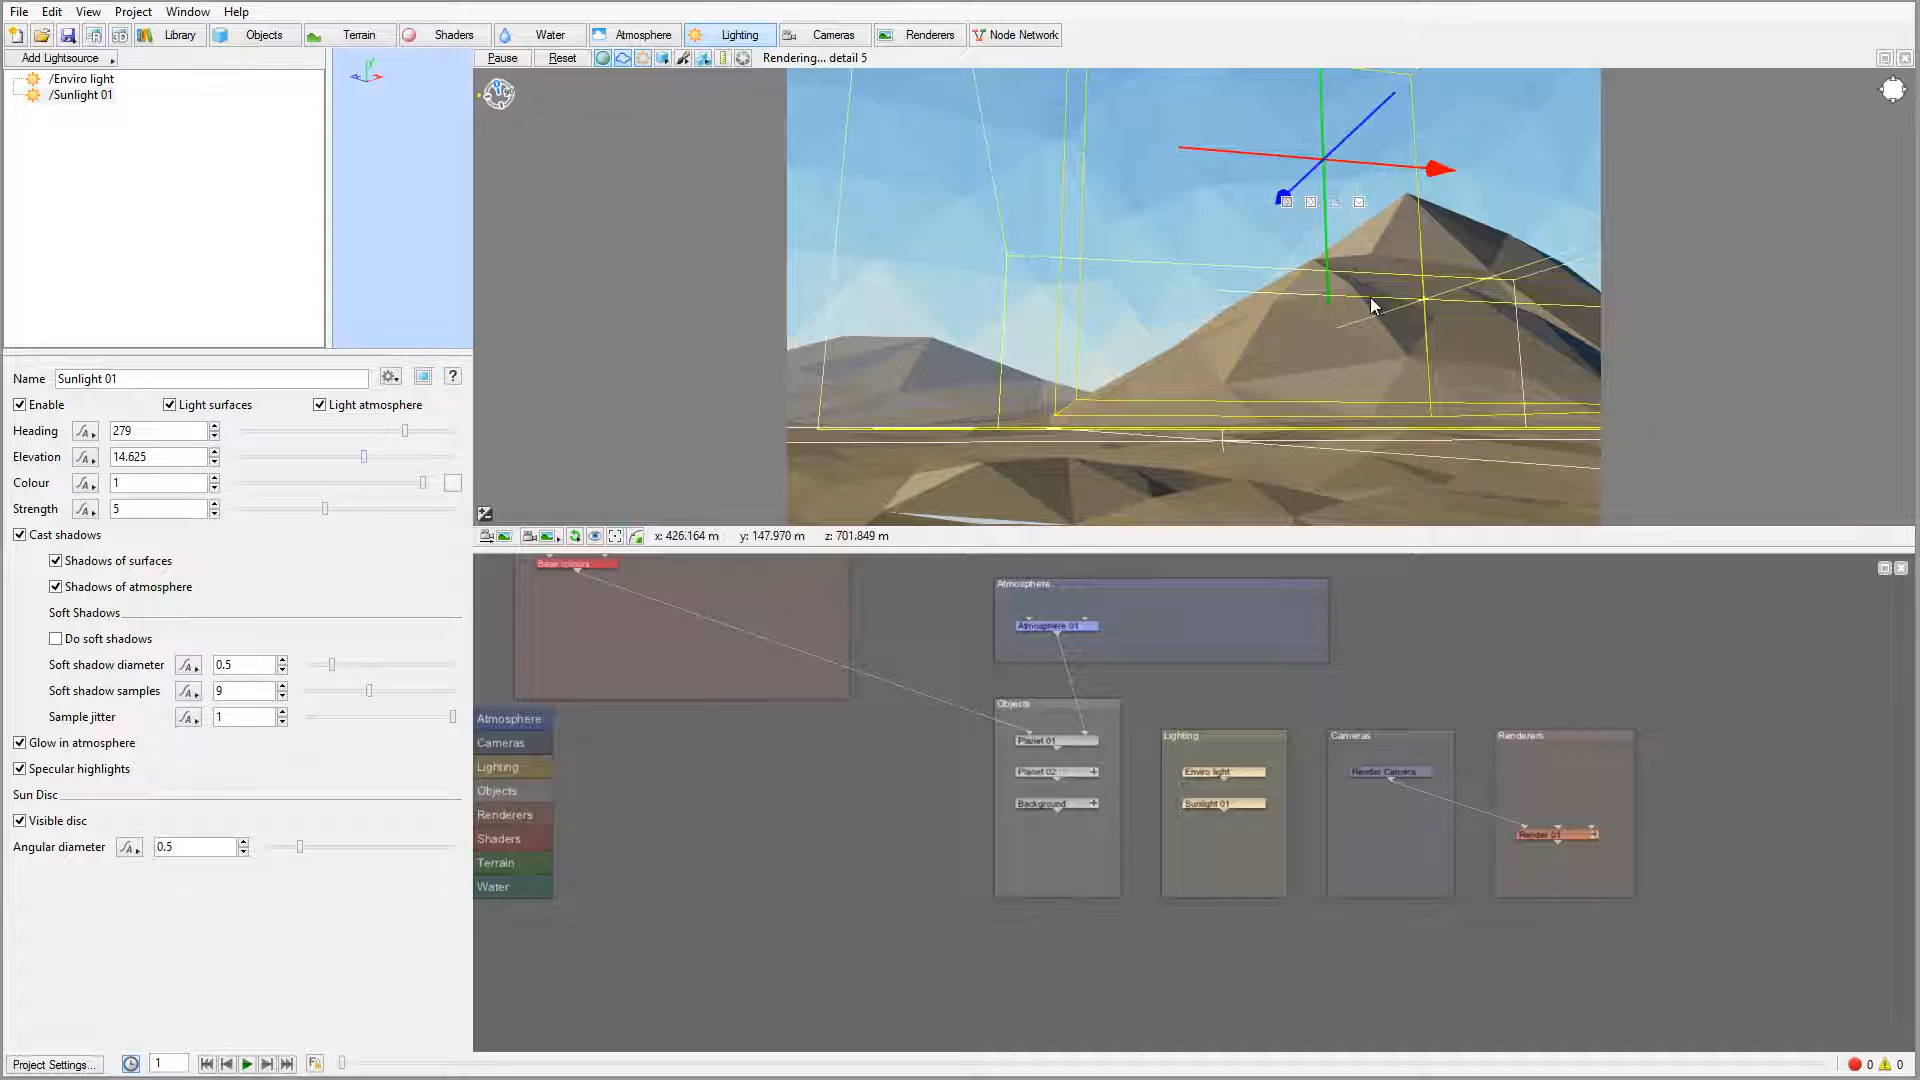 File Edit View Project Window Help
Library Objects Terrain Shaders Water Atmosphere Lighting Cameras Renderers Node Network
Add Lightsource
Pause Reset Rendering... detail 5
/Enviro light
/Sunlight 01
Name Sunlight 01 ?
Enable Light surfaces Light atmosphere
Heading 279
Elevation 14.625
Colour 1
Strength 5
Cast shadows
Shadows of surfaces
Shadows of atmosphere
Soft Shadows
Do soft shadows
Soft shadow diameter 0.5
Soft shadow samples 9
Sample jitter 1
Glow in atmosphere
Specular highlights
Sun Disc
Visible disc
Angular diameter 0.5
x: 426.164 m y: 147.970 m z: 701.849 m
Base colours
Atmosphere
Atmosphere 01
Objects
Planet 01
Planet 02
Background
Lighting
Enviro light
Sunlight 01
Cameras
Render Camera
Renderers
Render 01
Atmosphere
Cameras
Lighting
Objects
Renderers
Shaders
Terrain
Water
Project Settings... 1 0 0